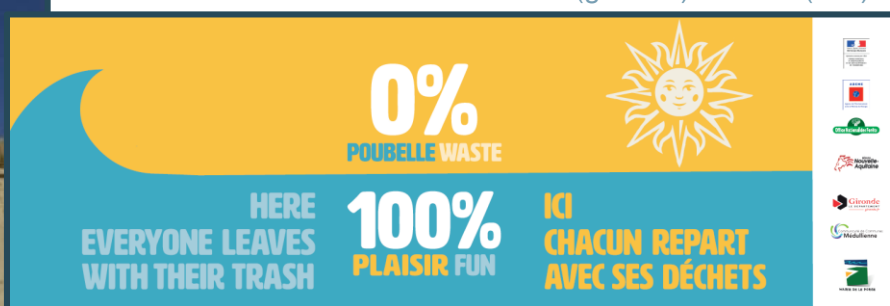 0%
POUBELLE WASTE
HERE
EVERYONE LEAVES
WITH THEIR TRASH
100%
PLAISIR FUN
ICI
CHACUN REPART
AVEC SES DÉCHETS
Nouvelle-
Aquitaine
Gironde
Médullienne